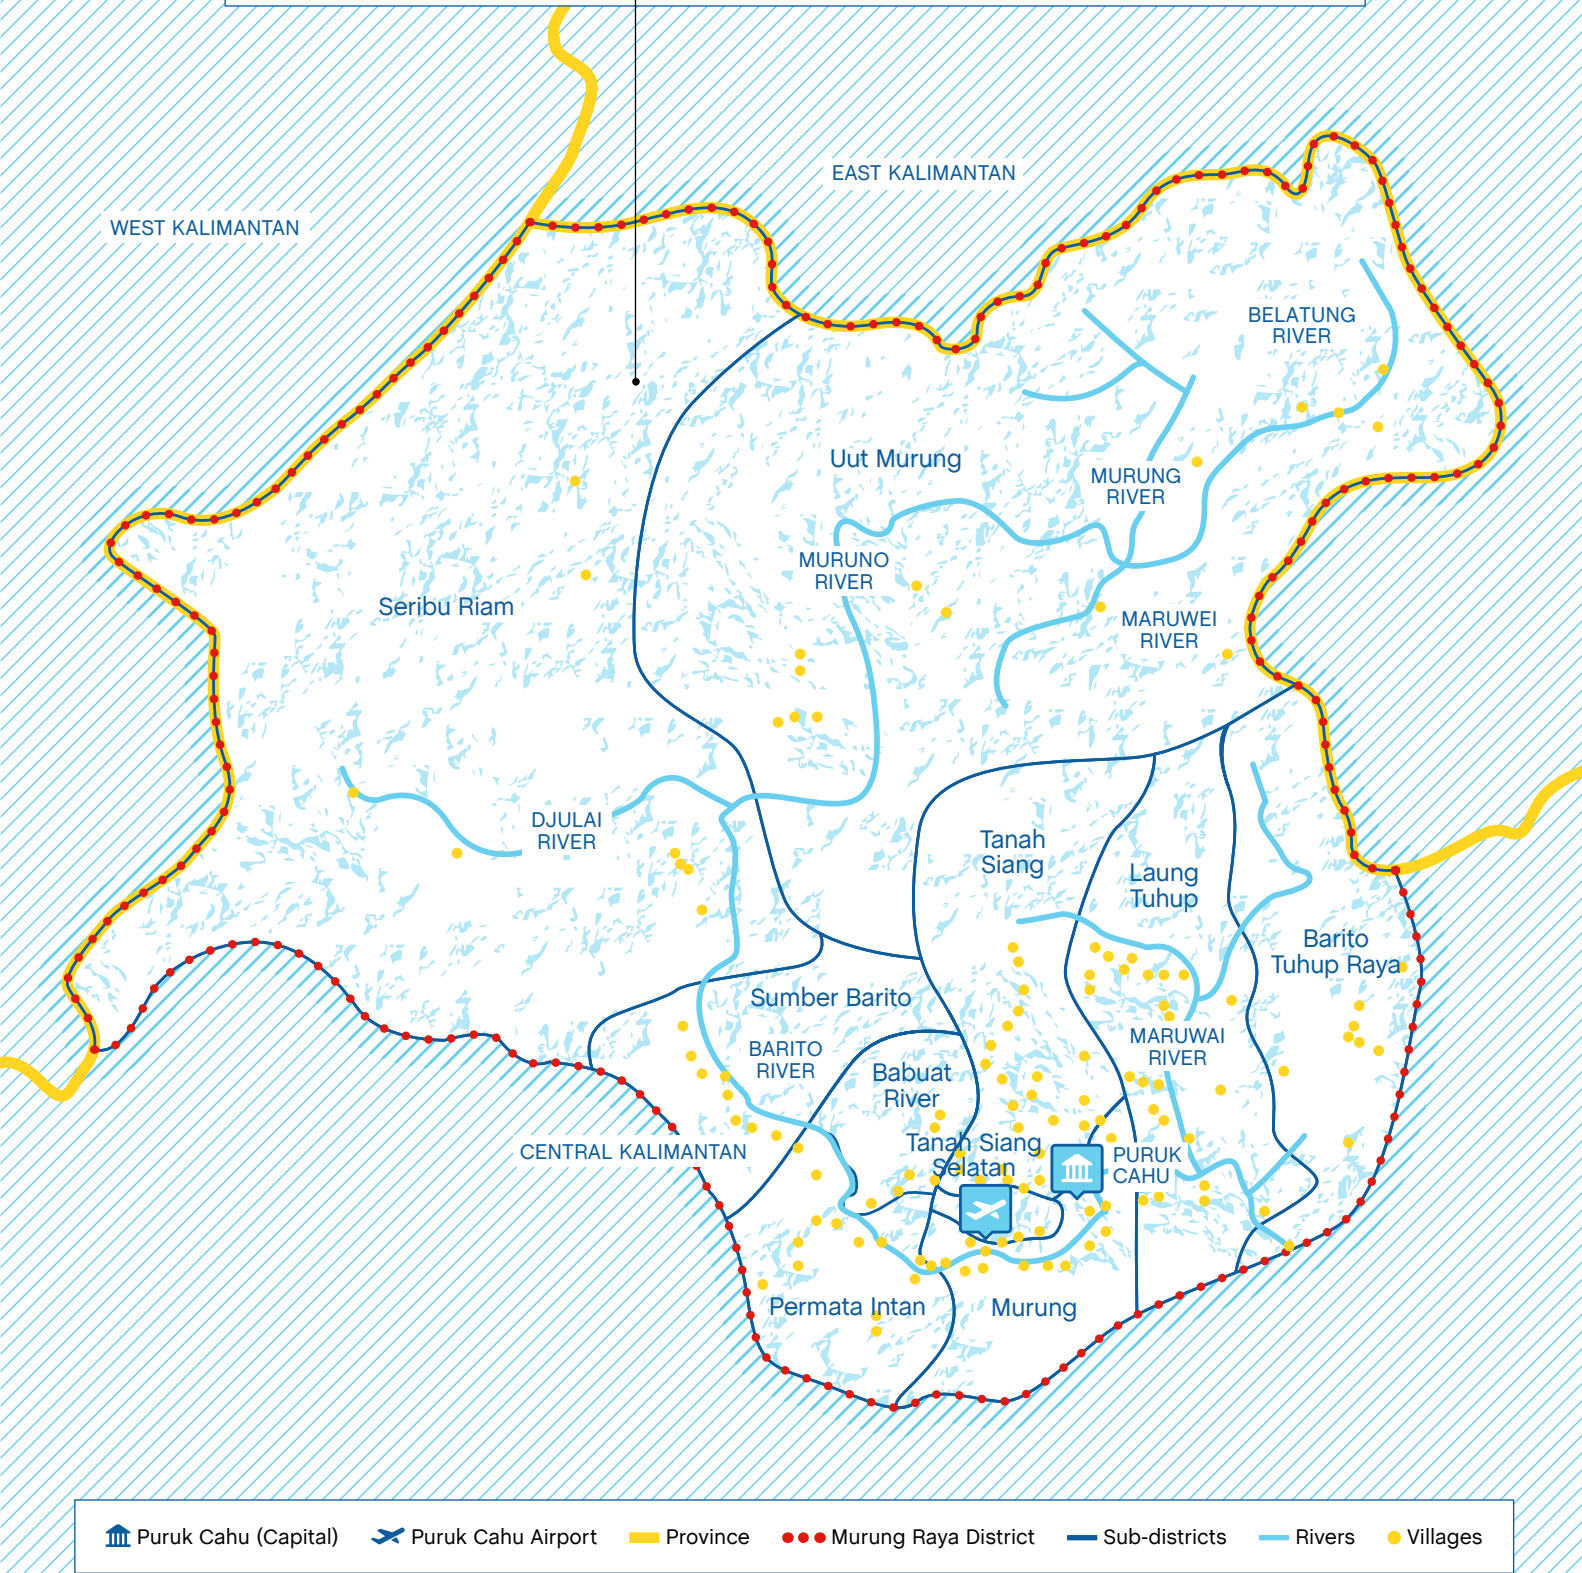 EAST KALIMANTAN
WEST KALIMANTAN
BELATUNG
RIVER
Uut Murung
MURUNG
RIVER
MURUNO
RIVER
Seribu Riam
MARUWEI
RIVER
DJULAI
RIVER
Tanah
Siang
Laung
Tuhup
Barito
Tuhup Raya
Sumber Barito
MARUWAI
RIVER
BARITO
RIVER
Babuat
River
CENTRAL KALIMANTAN
Tanah Siang
Selatan
PURUK
CAHU
Permata Intan
Murung
Puruk Cahu (Capital)
Puruk Cahu Airport
Province
Murung Raya District
Sub-districts
Rivers
Villages